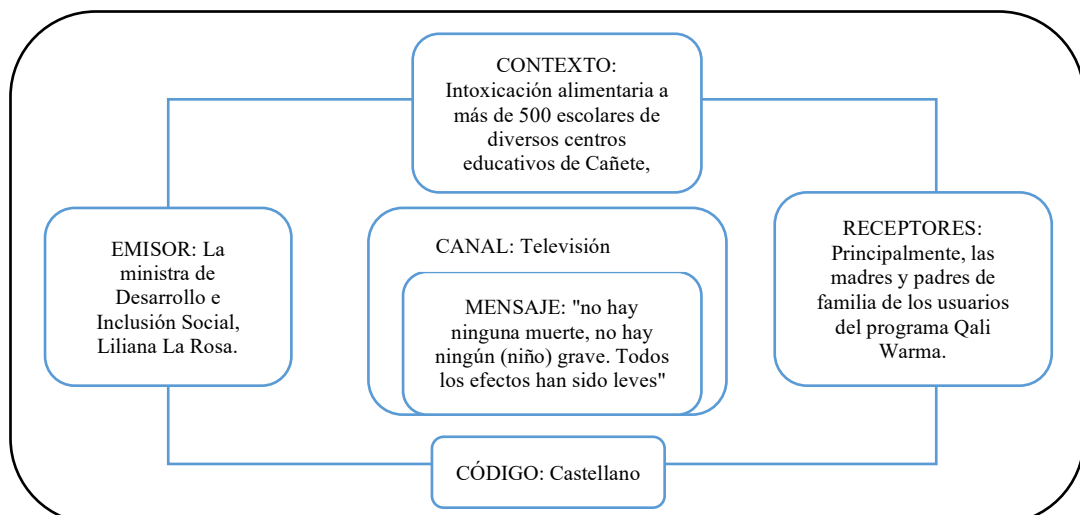 CONTEXTO:
Intoxicación alimentaria a
más de 500 escolares de
diversos centros
educativos de Cañete,
EMISOR: La
ministra de
Desarrollo e
Inclusión Social,
Liliana La Rosa.
CANAL: Televisión
MENSAJE: "no hay
ninguna muerte, no hay
ningún (niño) grave. Todos
los efectos han sido leves"
RECEPTORES:
Principalmente, las
madres y padres de
familia de los usuarios
del programa Qali
Warma.
CÓDIGO: Castellano